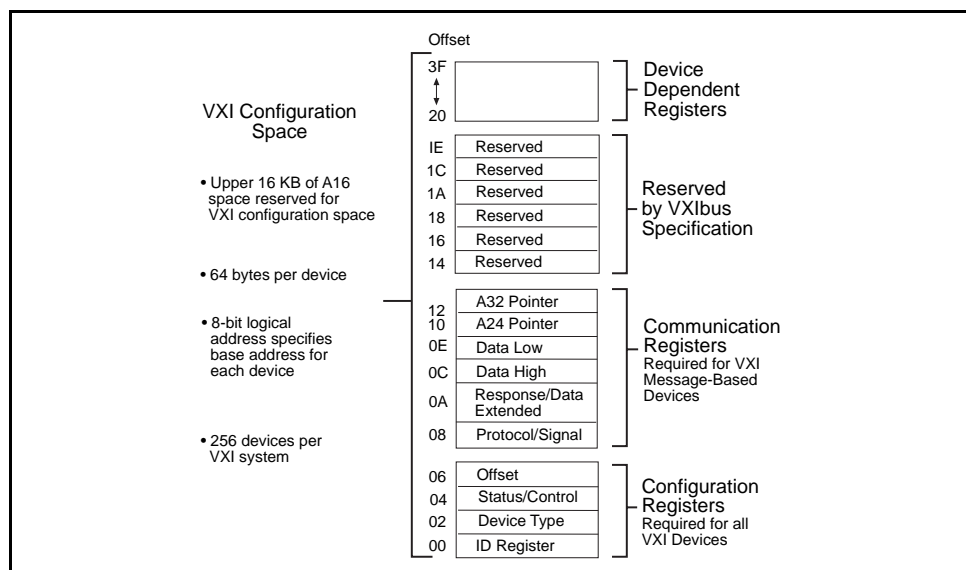 Offset
VXI Configuration
Space
• Upper 16 KB of A16
space reserved for
VXI configuration space
• 64 bytes per device
• 8-bit logical
address specifies
base address for
each device
• 256 devices per
VXI system
3F
20
Device
Dependent
Registers
IE Reserved
1C Reserved
1A Reserved
18 Reserved
16 Reserved
14 Reserved
Reserved
by VXIbus
Specification
12 A32 Pointer
10 A24 Pointer
0E Data Low
0C Data High
0A Response/Data
Extended
08 Protocol/Signal
Communication
Registers
Required for VXI
Message-Based
Devices
06 Offset
04 Status/Control
02 Device Type
00 ID Register
Configuration
Registers
Required for all
VXI Devices